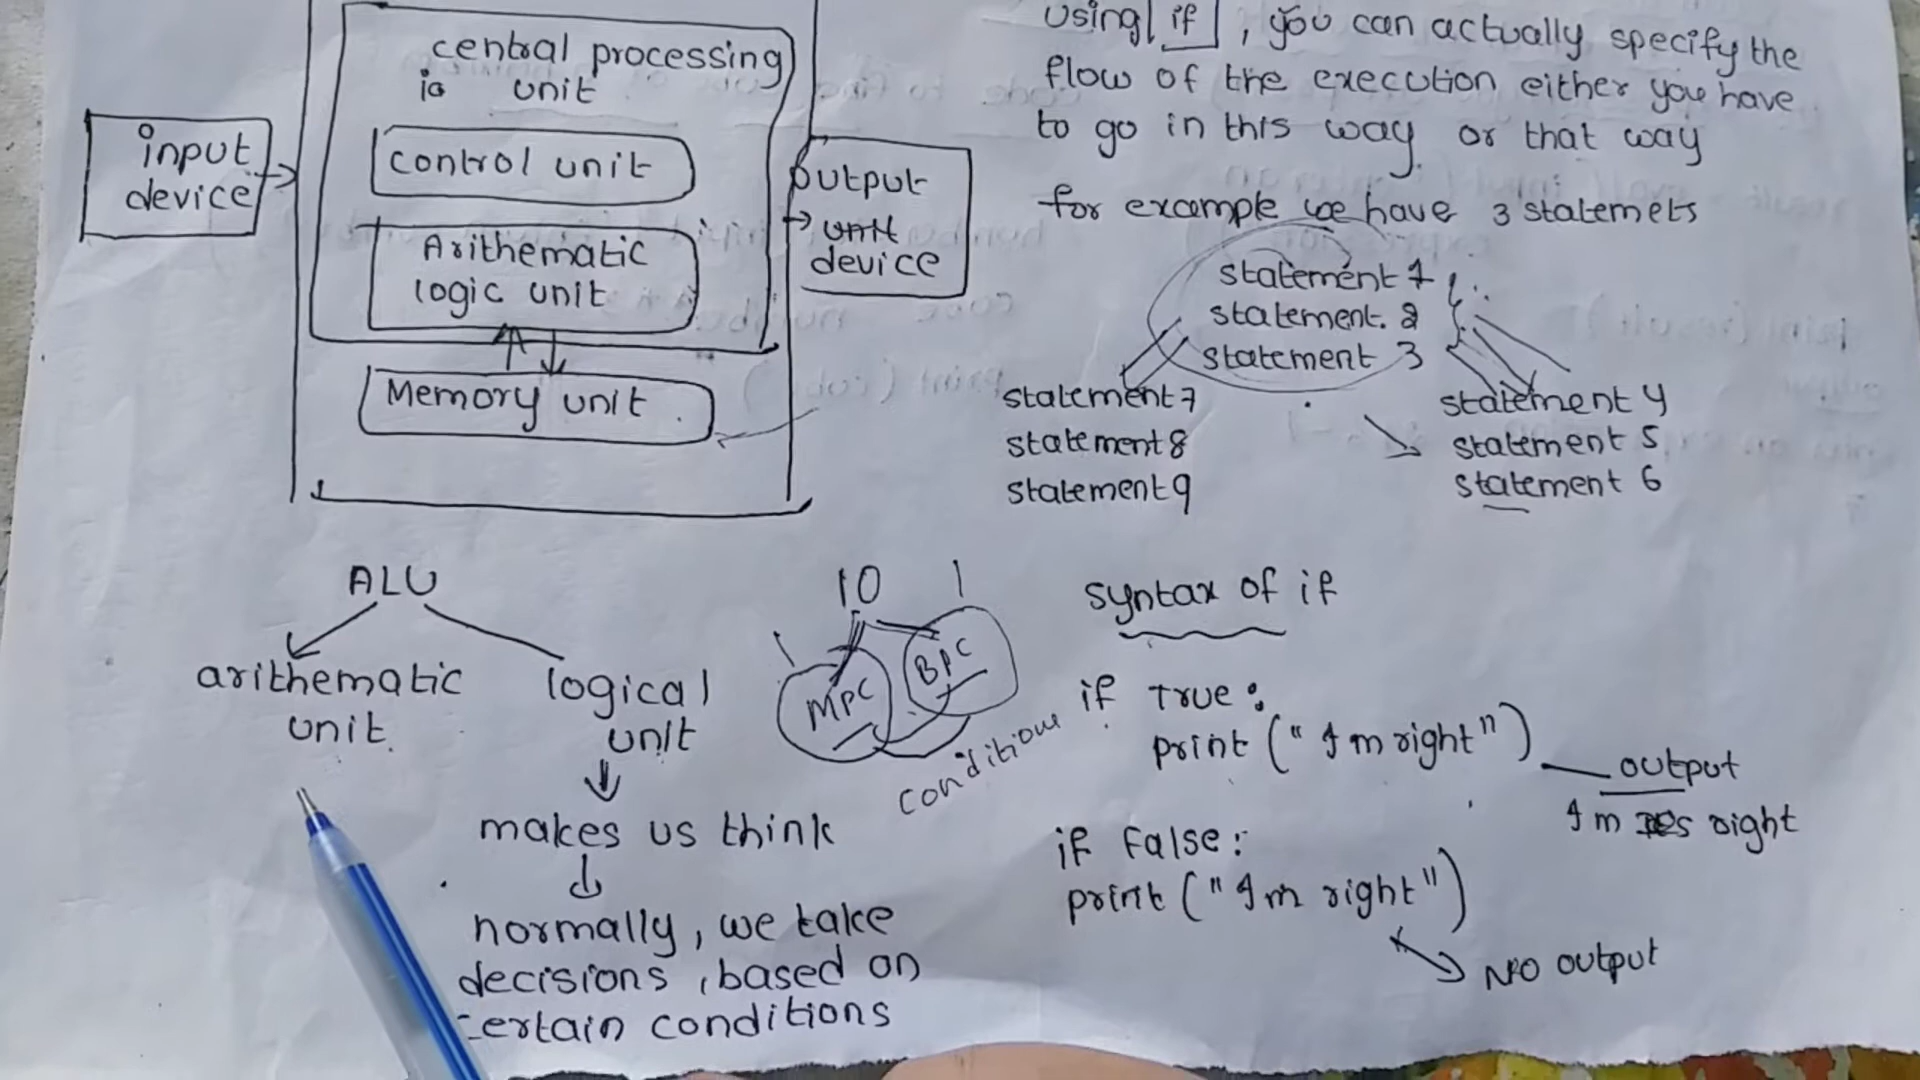 central processing
unit
input
device
control unit
Arithematic
logic unit
Memory unit
output
unit
device
using if, you can actually specify the
flow of the execution either you have
to go in this way or that way
for example we have 3 statemets
statement 1
statement. 2
statement 3
statement 7
statement 8
statement 9
statement 4
statement 5
statement 6
ALU
arithematic
unit.
logical
unit
makes us think
normally, we take
decisions, based on
certain conditions
10
MPC
BPC
conditions
syntax of if
if True:
print ("I m right")
output
I m right
if False:
print ("I m right")
NO output